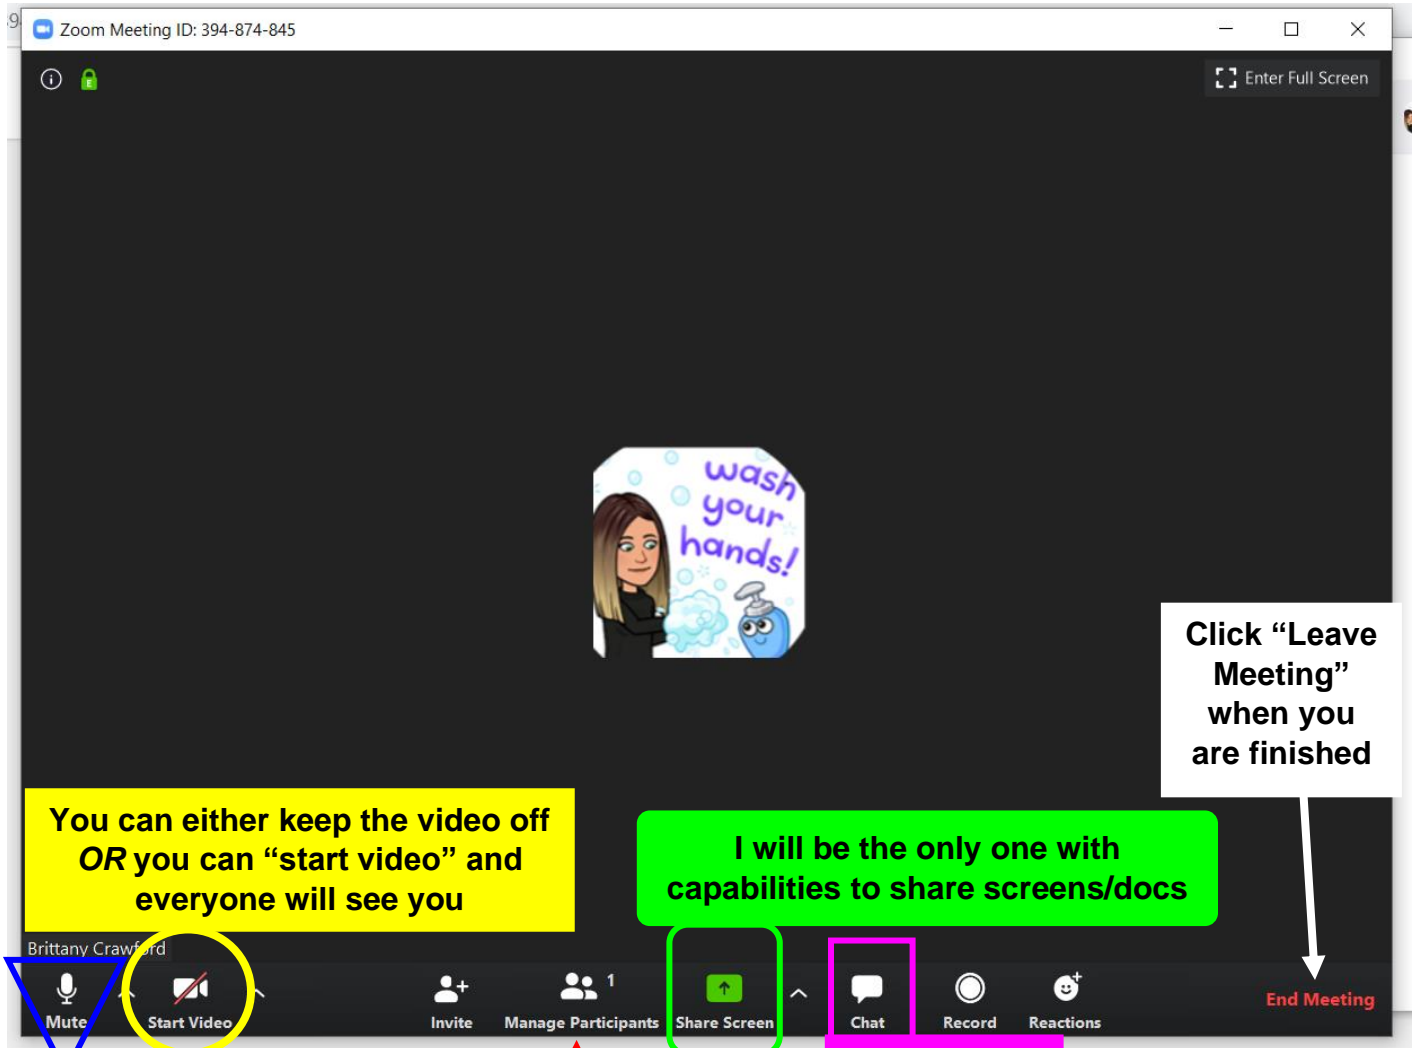 Zoom Meeting ID: 394-874-845
Enter Full Screen
wash
your
hands!
Click “Leave
Meeting”
when you
are finished
You can either keep the video off
OR you can “start video” and
everyone will see you
I will be the only one with
capabilities to share screens/docs
Brittany Crawford
1
Mute
Start Video
Invite
Manage Participants
Share Screen
Chat
Record
Reactions
End Meeting